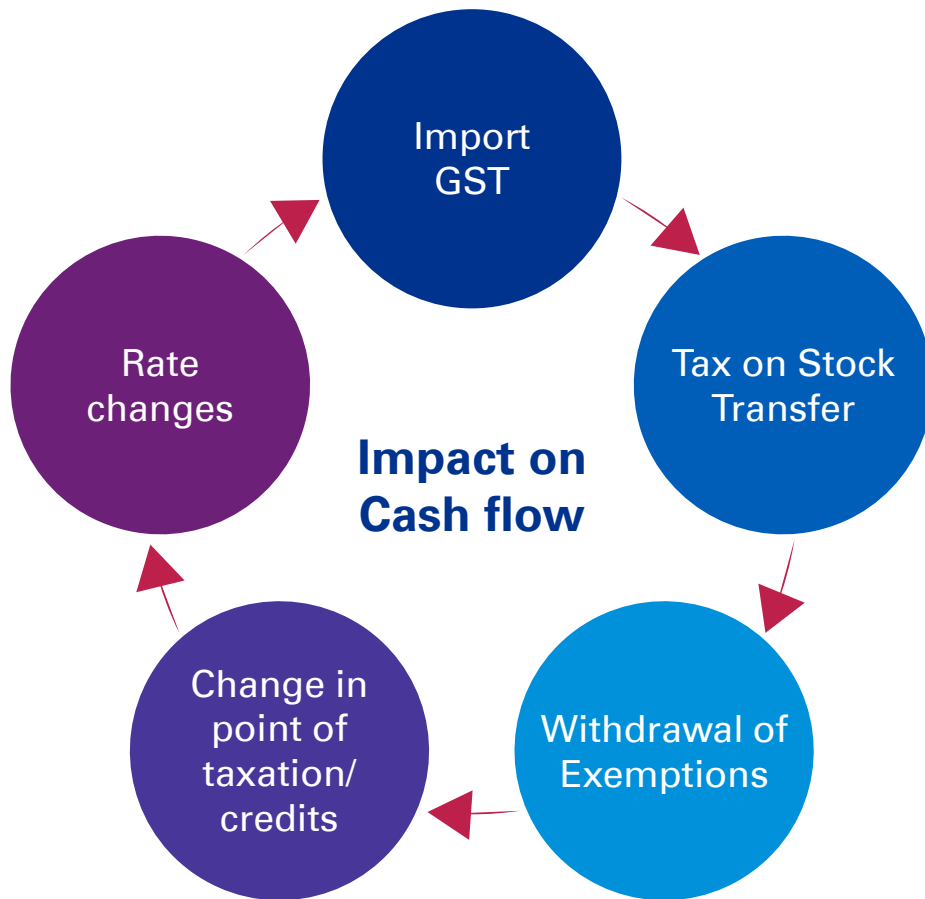 Import
GST
Tax on Stock
Transfer
Withdrawal of
Exemptions
Change in
point of
taxation/
credits
Rate
changes
Impact on
Cash flow